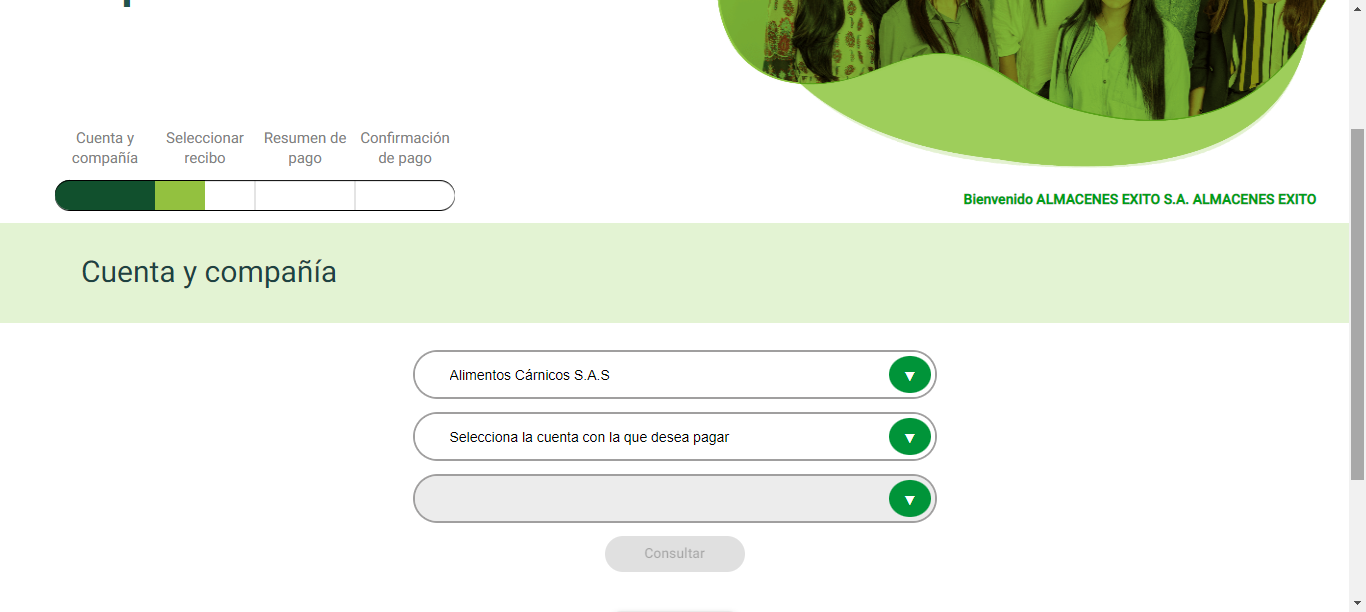 Cuenta y
compañía
Seleccionar
recibo
Resumen de
pago
Confirmación
de pago
Bienvenido ALMACENES EXITO S.A. ALMACENES EXITO
Cuenta y compañía
Alimentos Cárnicos S.A.S
Selecciona la cuenta con la que desea pagar
Consultar